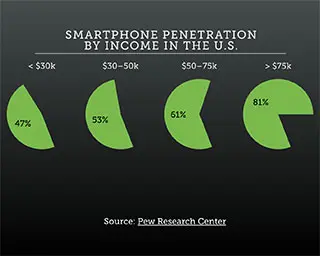 SMARTPHONE PENETRATION
BY INCOME IN THE U.S.
< $30k $30–50k $50–75k > $75k
47% 53% 61% 81%
Source: Pew Research Center